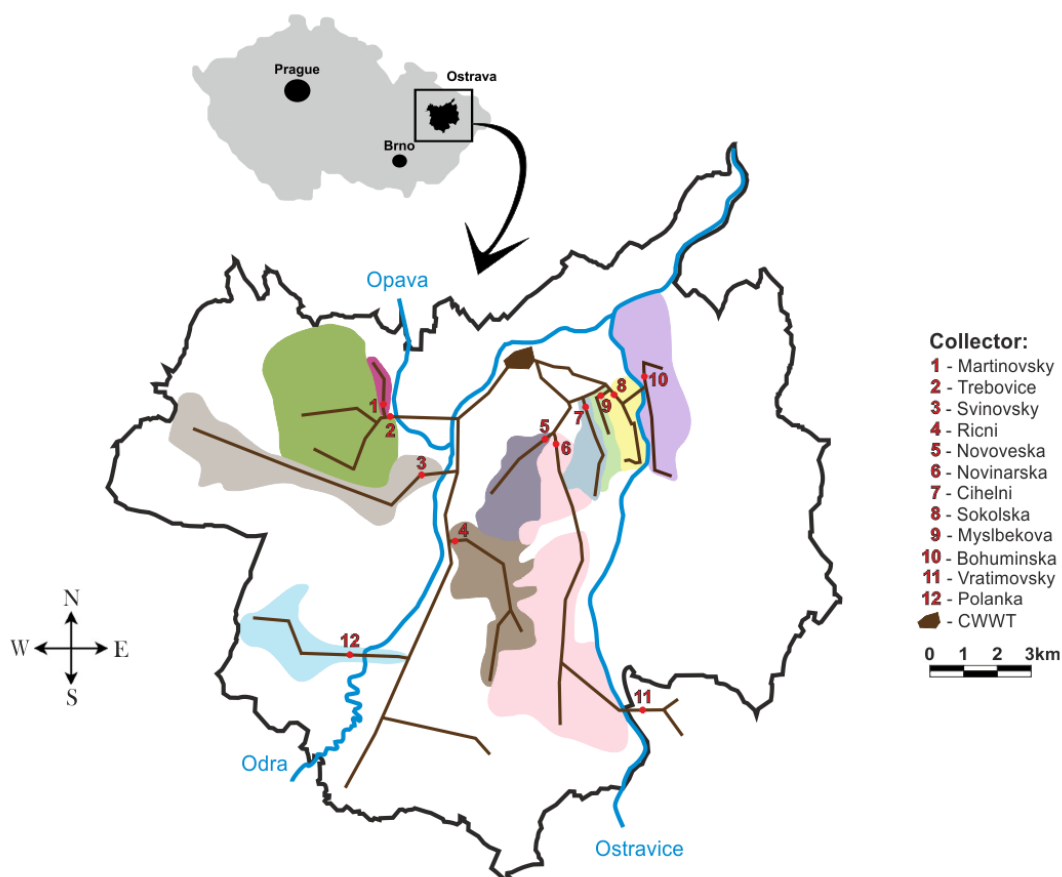 Prague
Ostrava
Brno
Opava
1
2
3
4
5
6
7
8
9
10
11
12
Odra
Ostravice
N
W E
S
Collector:
1 - Martinovsky
2 - Trebovice
3 - Svinovsky
4 - Ricni
5 - Novoveska
6 - Novinarska
7 - Cihelni
8 - Sokolska
9 - Myslbekova
10 - Bohuminska
11 - Vratimovsky
12 - Polanka
- CWWT
0 1 2 3km